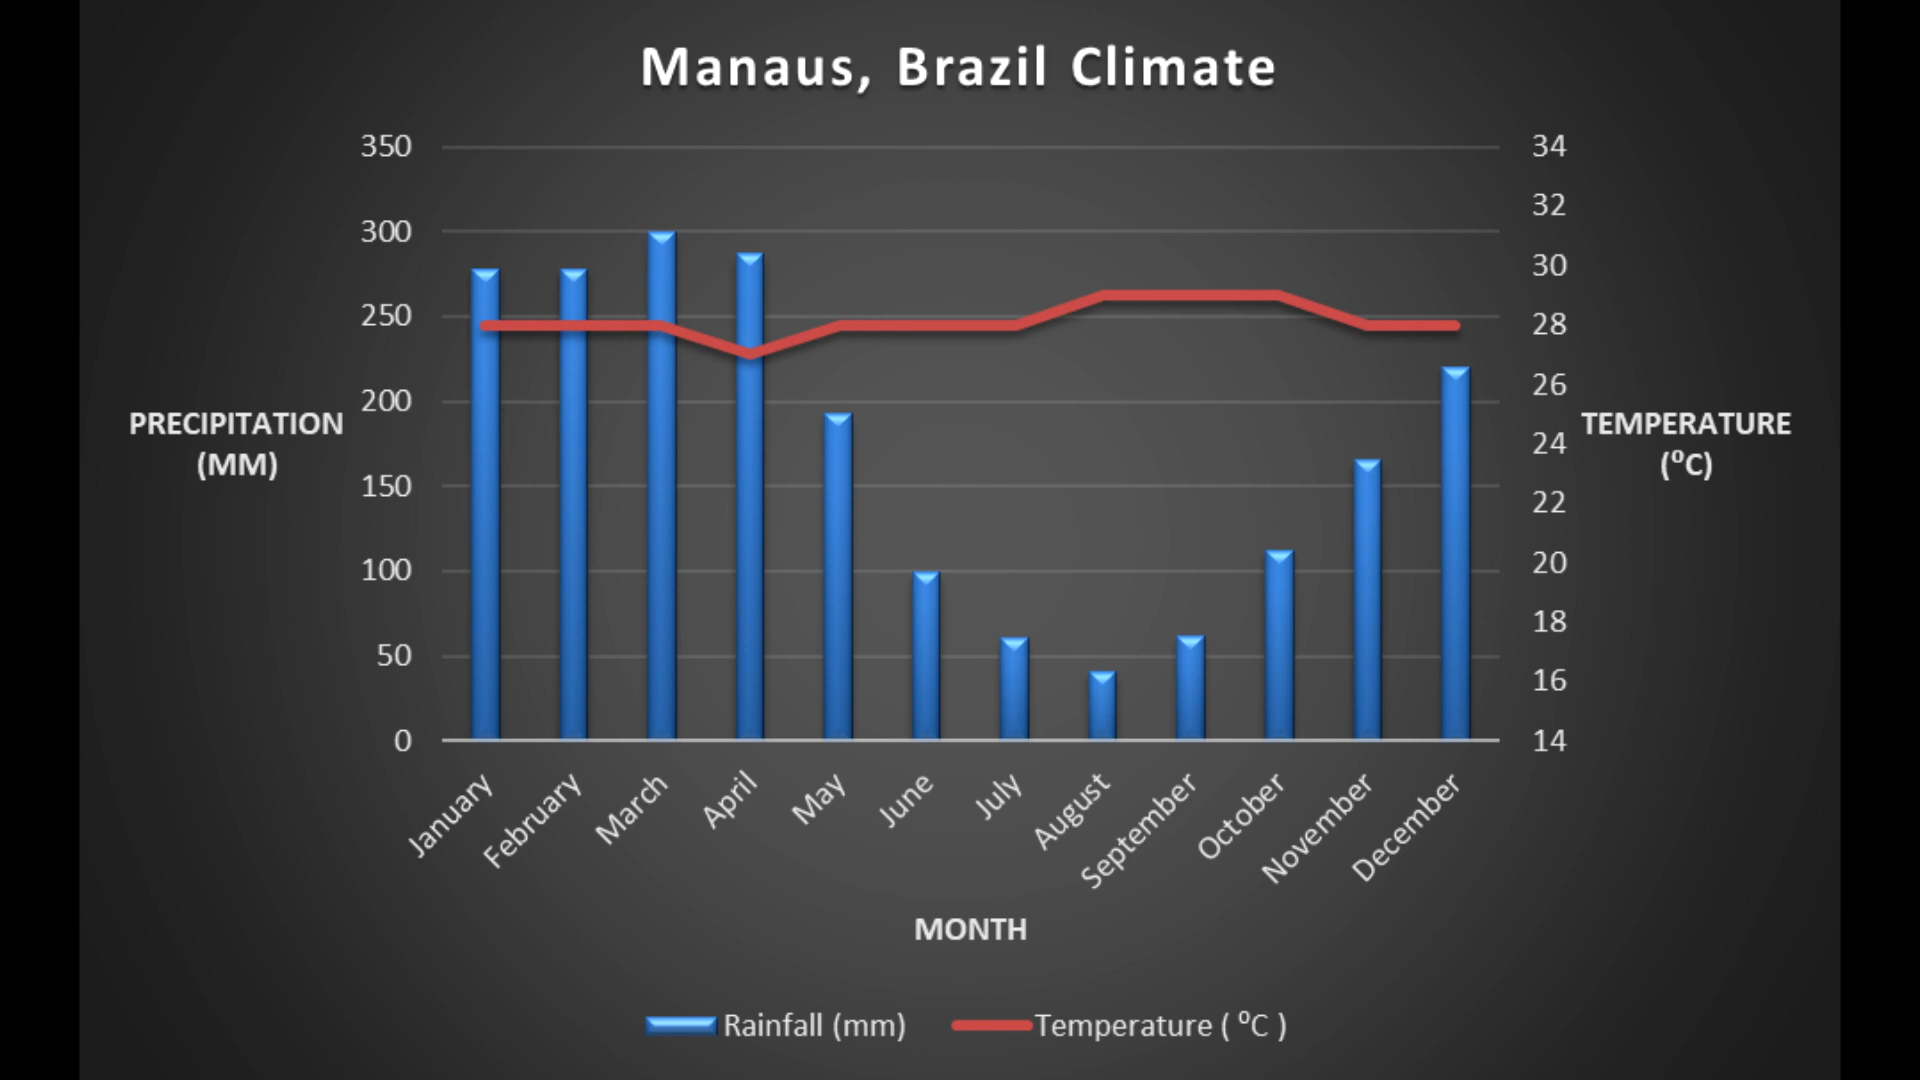 Manaus, Brazil Climate
350
300
250
200
150
100
50
0
PRECIPITATION
(MM)
34
32
30
28
26
24
22
20
18
16
14
TEMPERATURE
(⁰C)
January
February
March
April
May
June
July
August
September
October
November
December
MONTH
Rainfall (mm)
Temperature ( ⁰C )